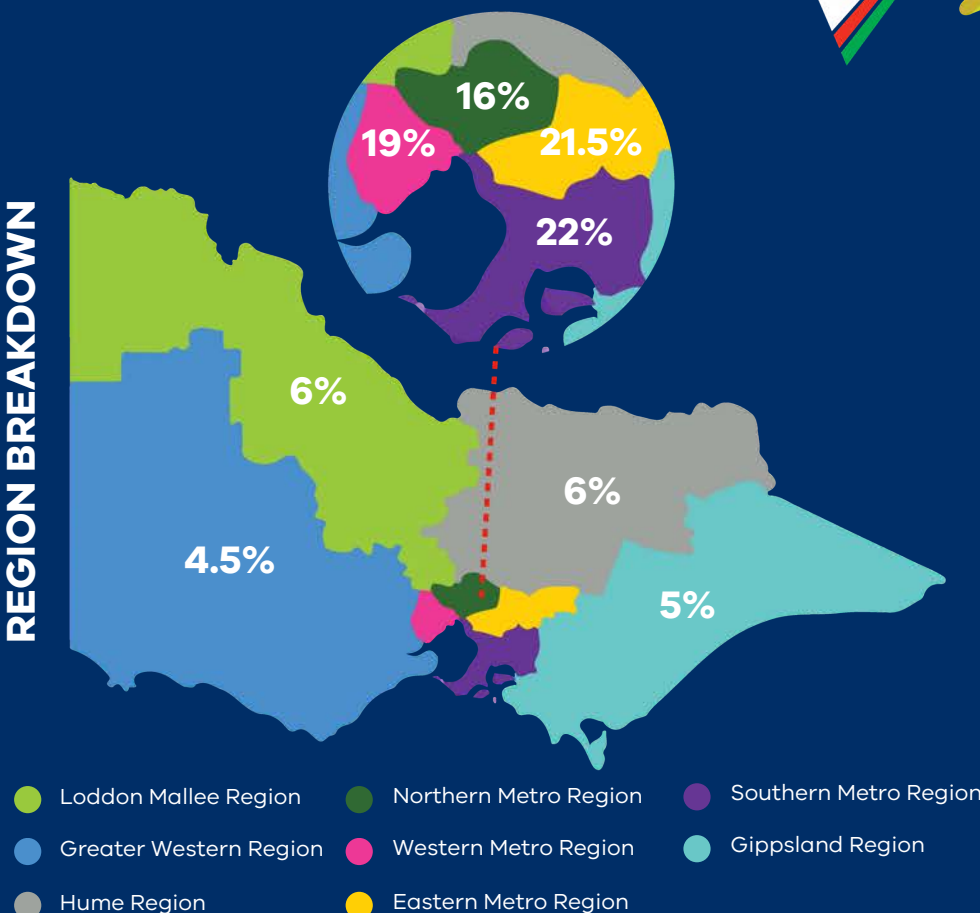 REGION BREAKDOWN
16%
19%
21.5%
22%
6%
6%
4.5%
5%
Loddon Mallee Region
Northern Metro Region
Southern Metro Region
Greater Western Region
Western Metro Region
Gippsland Region
Hume Region
Eastern Metro Region